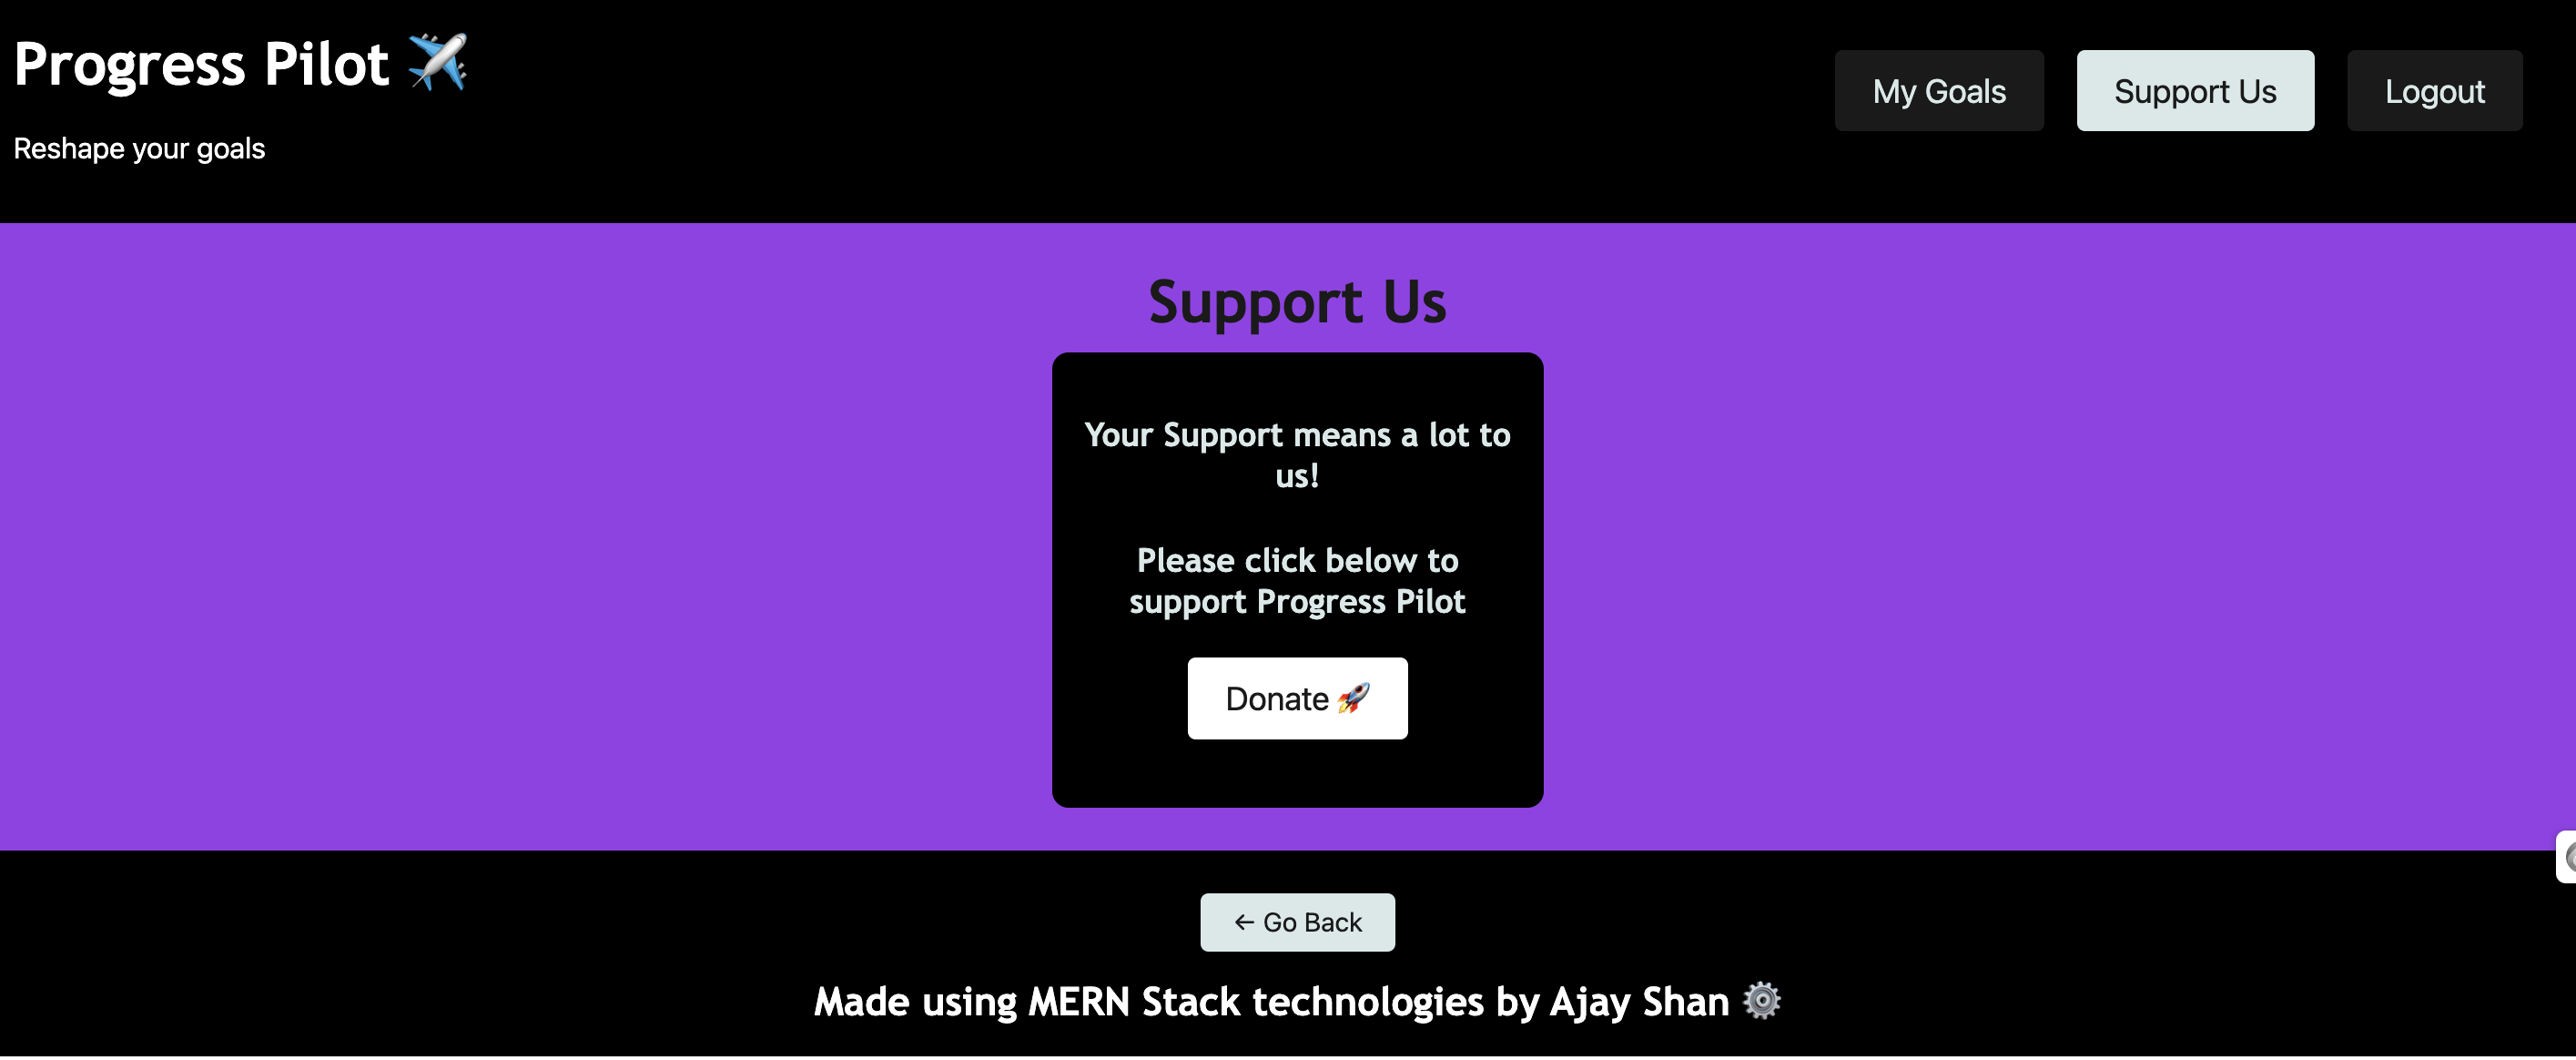 Progress Pilot ✈️
Reshape your goals
My Goals
Support Us
Logout
Support Us
Your Support means a lot to
us!
Please click below to
support Progress Pilot
Donate 🚀
← Go Back
Made using MERN Stack technologies by Ajay Shan ⚙️